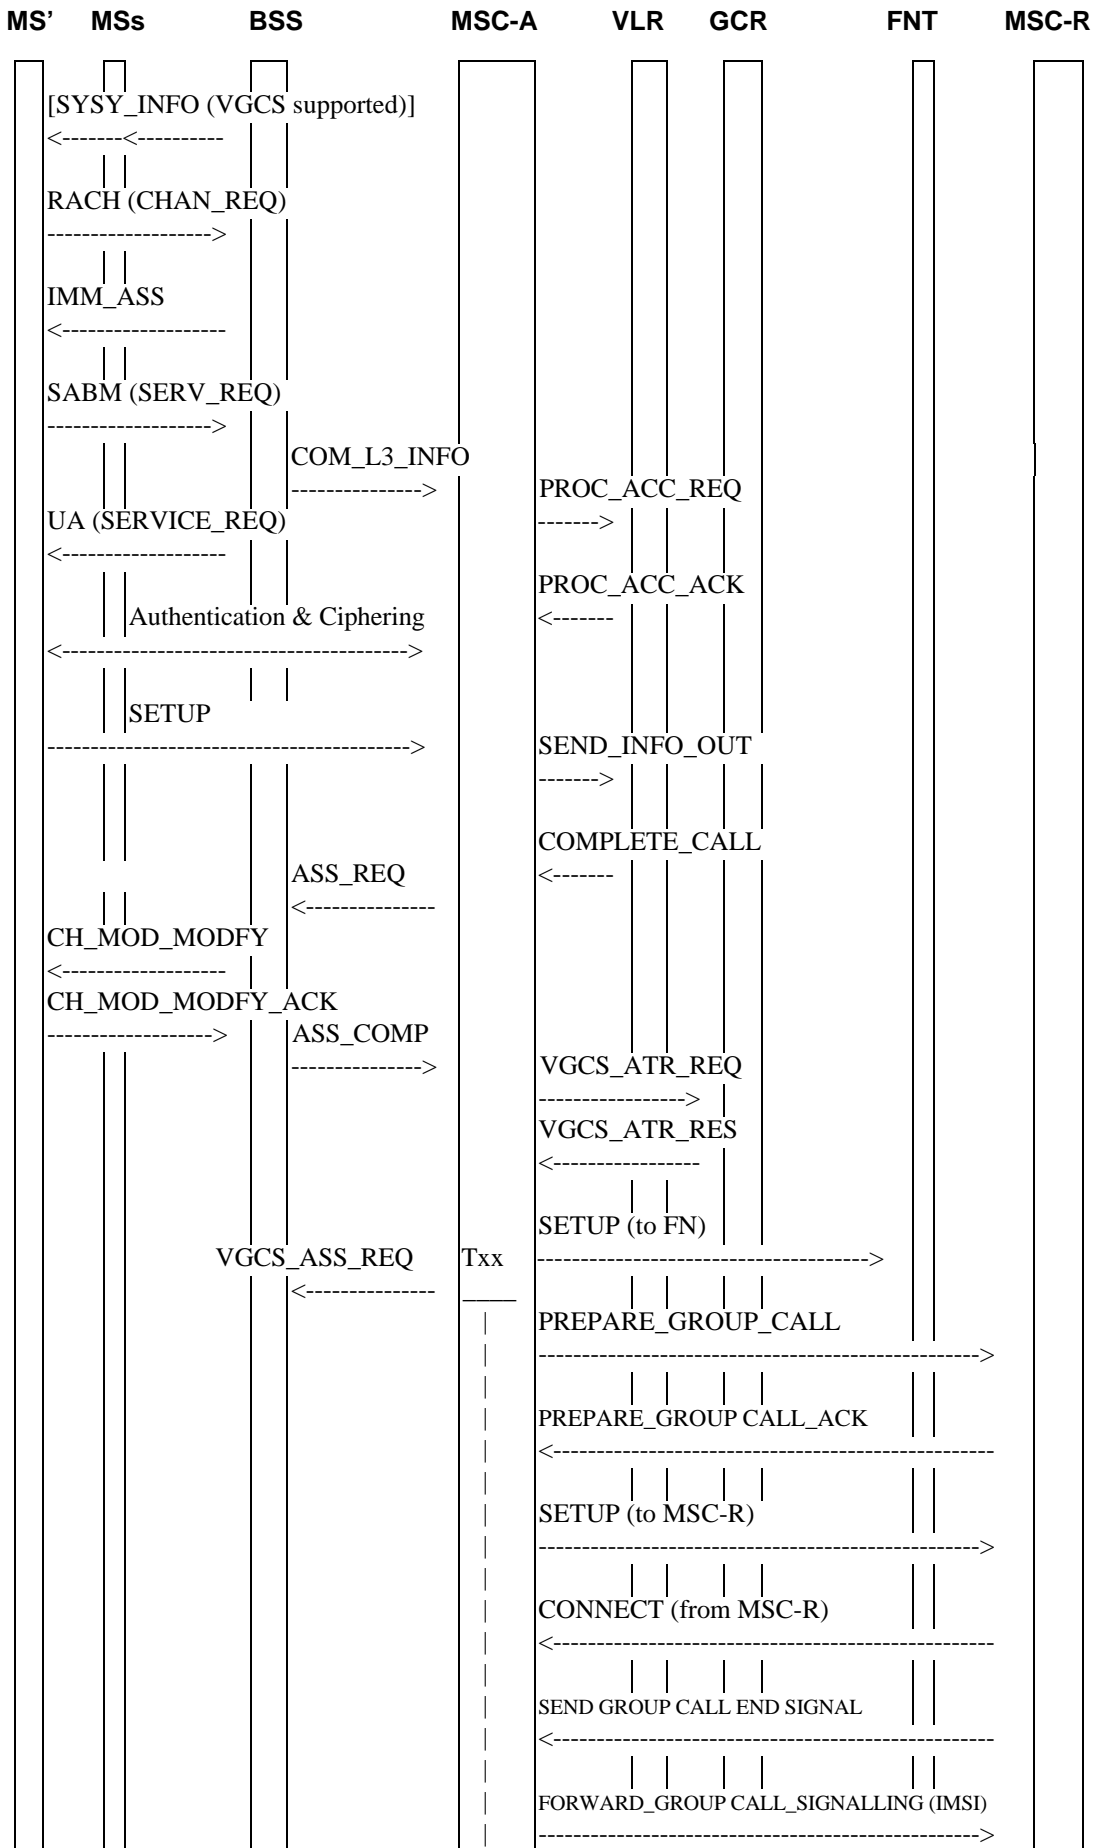 MS’ MSs BSS MSC-A VLR GCR FNT MSC-R
[SYSY_INFO (VGCS supported)]
<-------<----------
RACH (CHAN_REQ)
------------------->
IMM_ASS
<-------------------
SABM (SERV_REQ)
------------------->
COM_L3_INFO
---------------> PROC_ACC_REQ
UA (SERVICE_REQ) ------->
<-------------------
PROC_ACC_ACK
Authentication & Ciphering <-------
<---------------------------------------->
SETUP
-----------------------------------------> SEND_INFO_OUT
------->
COMPLETE_CALL
ASS_REQ <-------
<---------------
CH_MOD_MODFY
<-------------------
CH_MOD_MODFY_ACK
-------------------> ASS_COMP
---------------> VGCS_ATR_REQ
----------------->
VGCS_ATR_RES
<-----------------
SETUP (to FN)
VGCS_ASS_REQ Txx --------------------------------------->
<--------------- ____
PREPARE_GROUP_CALL
--------------------------------------------------->
PREPARE_GROUP CALL_ACK
<---------------------------------------------------
SETUP (to MSC-R)
--------------------------------------------------->
CONNECT (from MSC-R)
<---------------------------------------------------
SEND GROUP CALL END SIGNAL
<---------------------------------------------------
FORWARD_GROUP CALL_SIGNALLING (IMSI)
--------------------------------------------------->